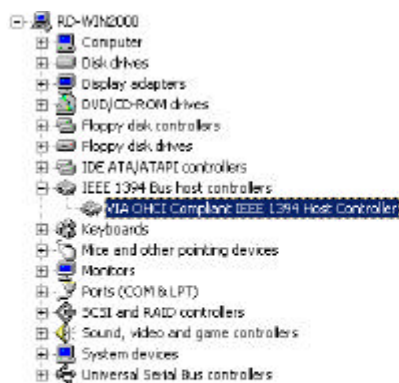 RD-WIN2000
Computer
Disk drives
Display adapters
DVD/CD-ROM drives
Floppy disk controllers
Floppy disk drives
IDE ATA/ATAPI controllers
IEEE 1394 Bus host controllers
VIA OHCI Compliant IEEE 1394 Host Controller
Keyboards
Mice and other pointing devices
Monitors
Ports (COM & LPT)
SCSI and RAID controllers
Sound, video and game controllers
System devices
Universal Serial Bus controllers